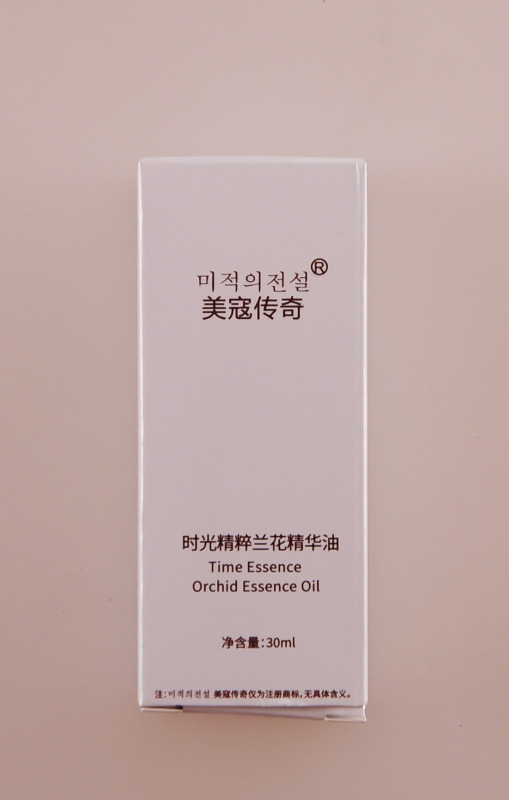 미적의전설®
美寇传奇
时光精粹兰花精华油
Time Essence
Orchid Essence Oil
净含量:30ml
注:미적의전설 美寇传奇仅为注册商标,无具体含义。